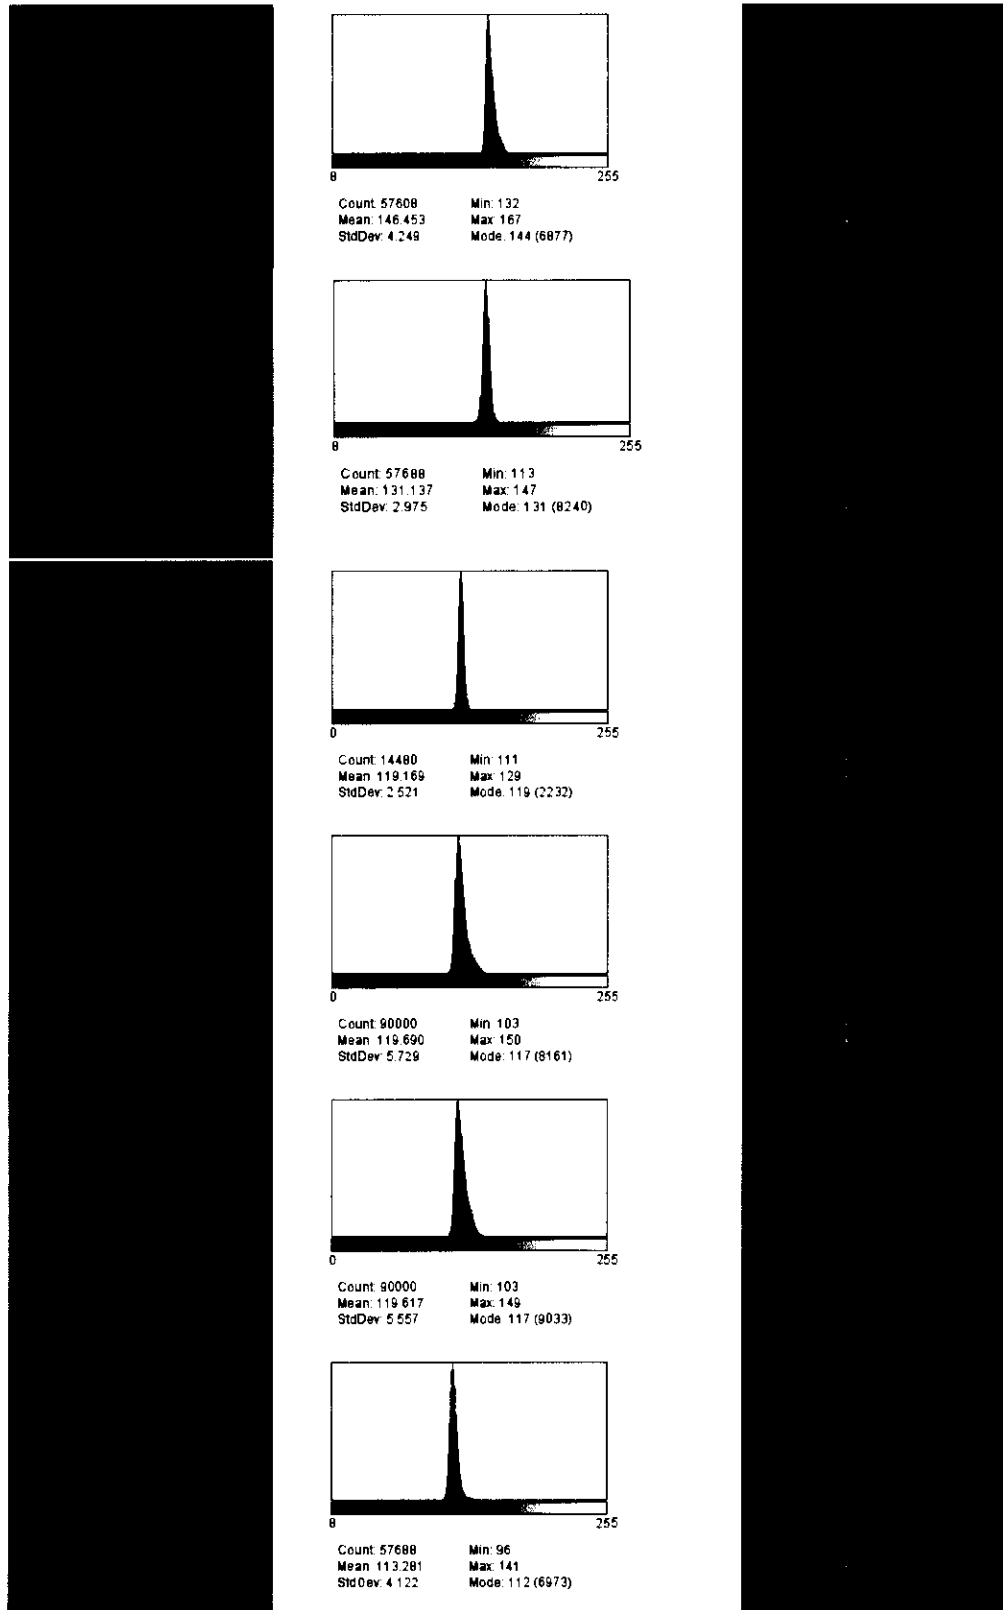 8 255
Count: 57608 Min: 132
Mean: 146.453 Max: 167
StdDev: 4.249 Mode: 144 (6877)
8 255
Count: 57688 Min: 113
Mean: 131.137 Max: 147
StdDev: 2.975 Mode: 131 (8240)
0 255
Count: 14480 Min: 111
Mean: 119.169 Max: 129
StdDev: 2.521 Mode: 119 (2232)
0 255
Count: 90000 Min: 103
Mean: 119.690 Max: 150
StdDev: 5.729 Mode: 117 (8161)
0 255
Count: 90000 Min: 103
Mean: 119.617 Max: 149
StdDev: 5.557 Mode: 117 (9033)
8 255
Count: 57688 Min: 96
Mean: 113.281 Max: 141
StdDev: 4.122 Mode: 112 (6973)